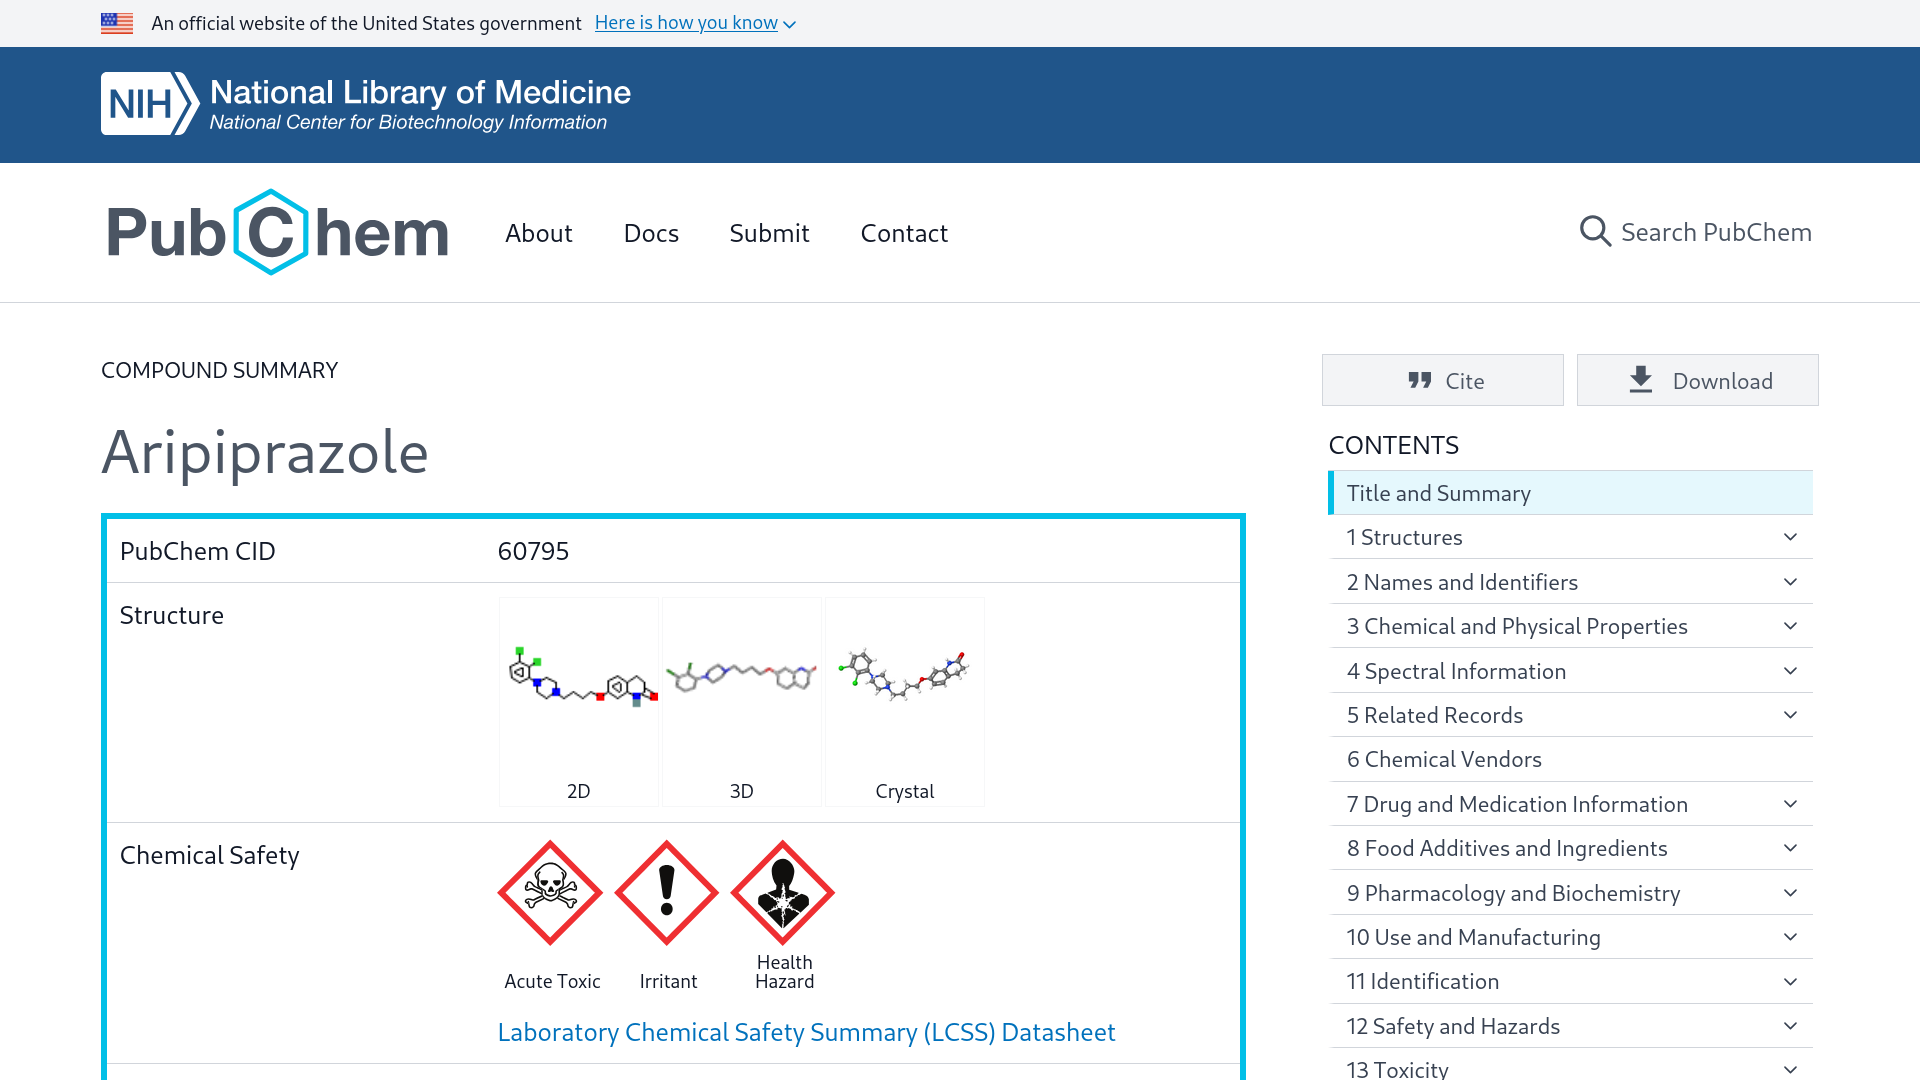 An official website of the United States government Here is how you know
NIH National Library of Medicine
National Center for Biotechnology Information
PubChem About Docs Submit Contact Search PubChem
COMPOUND SUMMARY
Cite Download
Aripiprazole
PubChem CID 60795
Structure
2D 3D Crystal
Chemical Safety
Acute Toxic Irritant Health Hazard
Laboratory Chemical Safety Summary (LCSS) Datasheet
CONTENTS
Title and Summary
1 Structures
2 Names and Identifiers
3 Chemical and Physical Properties
4 Spectral Information
5 Related Records
6 Chemical Vendors
7 Drug and Medication Information
8 Food Additives and Ingredients
9 Pharmacology and Biochemistry
10 Use and Manufacturing
11 Identification
12 Safety and Hazards
13 Toxicity